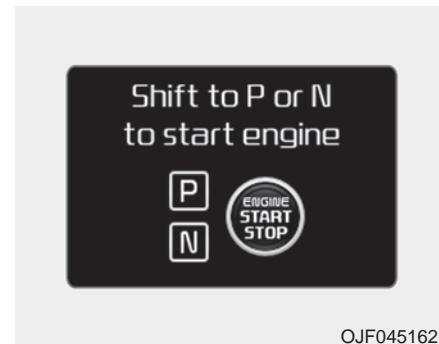 Shift to P or N
to start engine
P
ENGINE
START
STOP
N
OJF045162